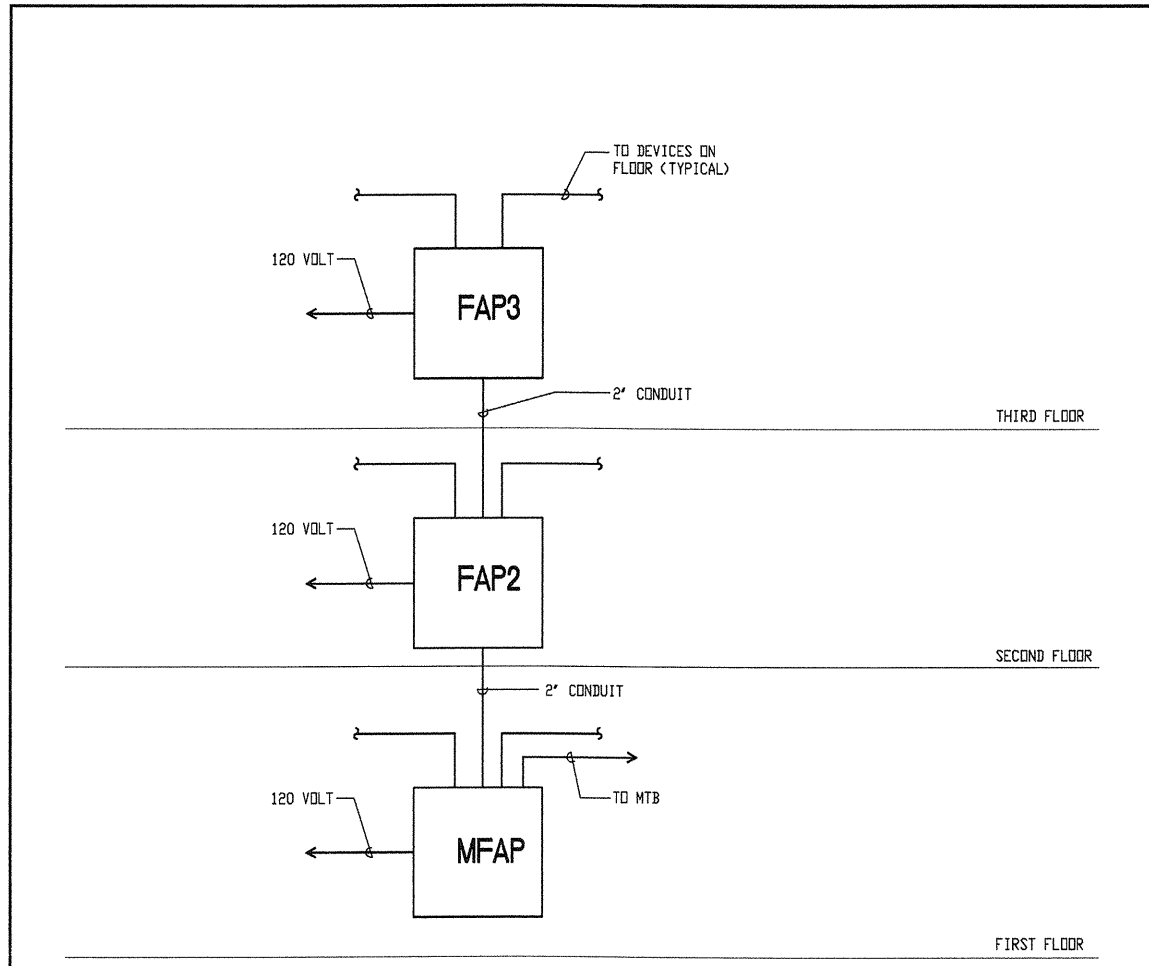 TO DEVICES ON
FLOOR (TYPICAL)
120 VOLT
FAP3
2" CONDUIT
THIRD FLOOR
120 VOLT
FAP2
SECOND FLOOR
2" CONDUIT
120 VOLT
TO MTB
MFAP
FIRST FLOOR